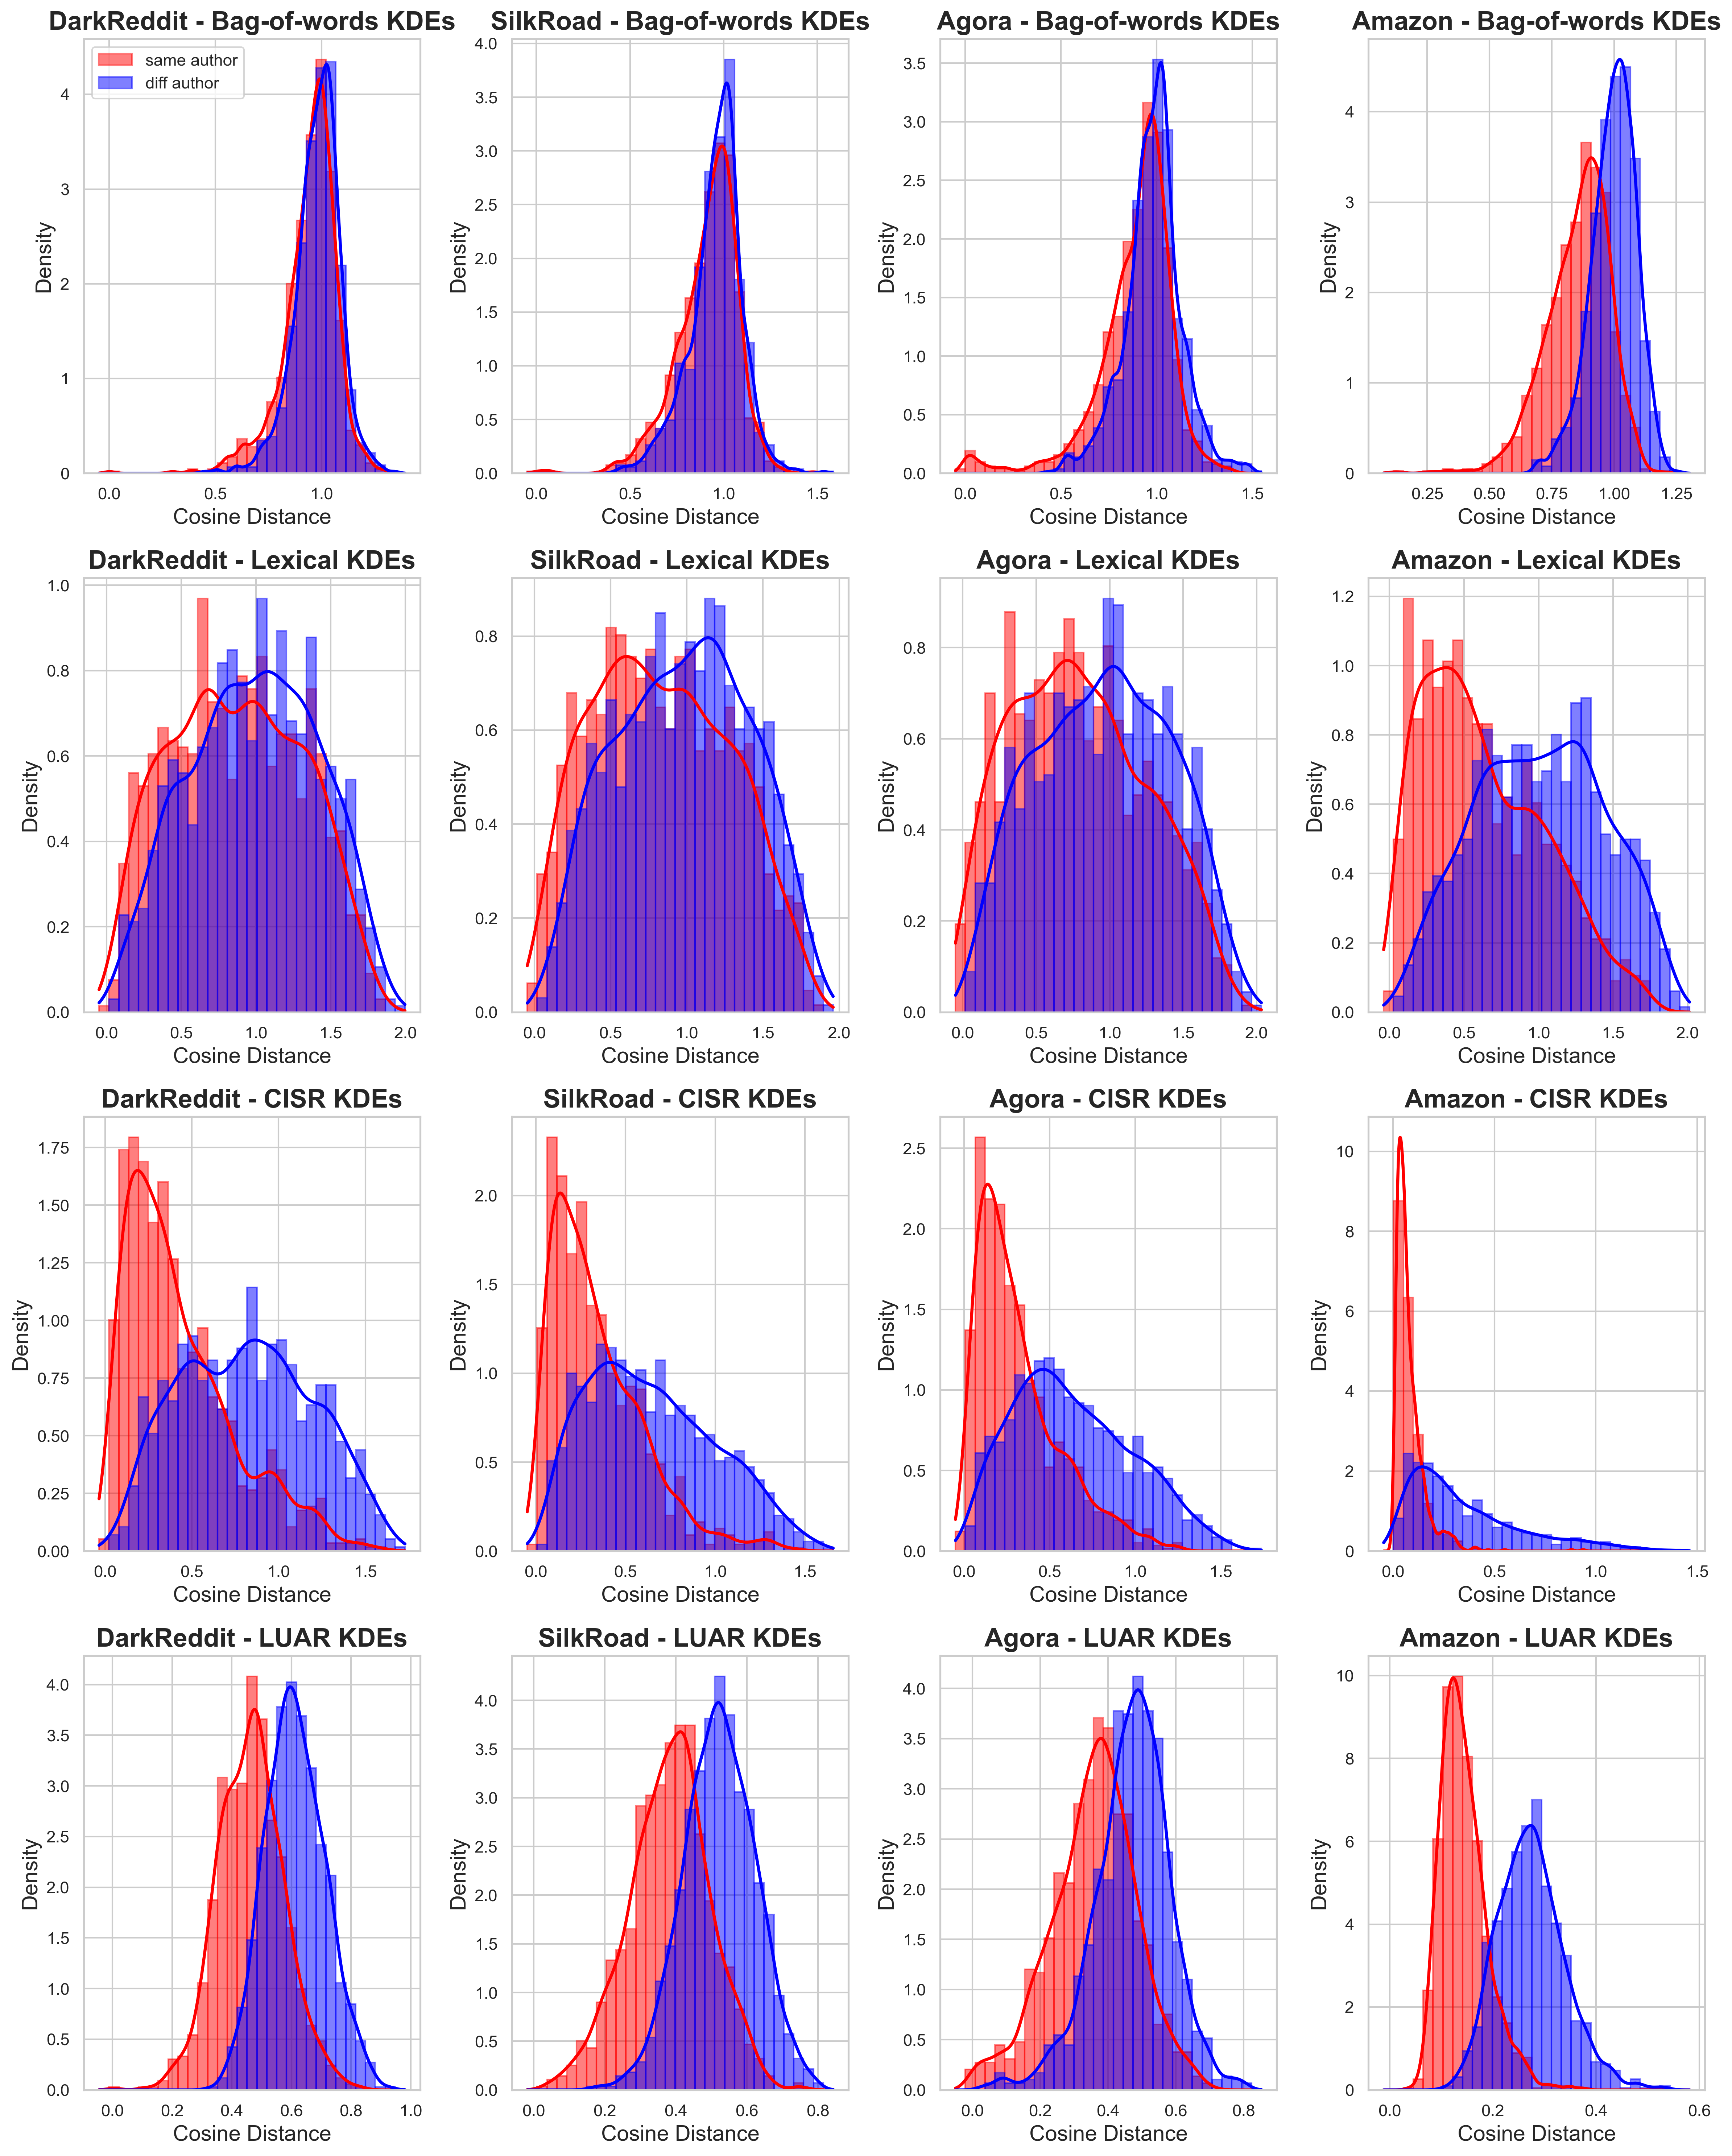 DarkReddit - Bag-of-words KDEs
same author
diff author
4
3
2
1
0
0.0 0.5 1.0
Density
Cosine Distance
SilkRoad - Bag-of-words KDEs
4.0
3.5
3.0
2.5
2.0
1.5
1.0
0.5
0.0
0.0 0.5 1.0 1.5
Density
Cosine Distance
Agora - Bag-of-words KDEs
3.5
3.0
2.5
2.0
1.5
1.0
0.5
0.0
0.0 0.5 1.0 1.5
Density
Cosine Distance
Amazon - Bag-of-words KDEs
4
3
2
1
0
0.25 0.50 0.75 1.00 1.25
Density
Cosine Distance
DarkReddit - Lexical KDEs
1.0
0.8
0.6
0.4
0.2
0.0
0.0 0.5 1.0 1.5 2.0
Density
Cosine Distance
SilkRoad - Lexical KDEs
0.8
0.6
0.4
0.2
0.0
0.0 0.5 1.0 1.5 2.0
Density
Cosine Distance
Agora - Lexical KDEs
0.8
0.6
0.4
0.2
0.0
0.0 0.5 1.0 1.5 2.0
Density
Cosine Distance
Amazon - Lexical KDEs
1.2
1.0
0.8
0.6
0.4
0.2
0.0
0.0 0.5 1.0 1.5 2.0
Density
Cosine Distance
DarkReddit - CISR KDEs
1.75
1.50
1.25
1.00
0.75
0.50
0.25
0.00
0.0 0.5 1.0 1.5
Density
Cosine Distance
SilkRoad - CISR KDEs
2.0
1.5
1.0
0.5
0.0
0.0 0.5 1.0 1.5
Density
Cosine Distance
Agora - CISR KDEs
2.5
2.0
1.5
1.0
0.5
0.0
0.0 0.5 1.0 1.5
Density
Cosine Distance
Amazon - CISR KDEs
10
8
6
4
2
0
0.0 0.5 1.0 1.5
Density
Cosine Distance
DarkReddit - LUAR KDEs
4.0
3.5
3.0
2.5
2.0
1.5
1.0
0.5
0.0
0.0 0.2 0.4 0.6 0.8 1.0
Density
Cosine Distance
SilkRoad - LUAR KDEs
4.0
3.5
3.0
2.5
2.0
1.5
1.0
0.5
0.0
0.0 0.2 0.4 0.6 0.8
Density
Cosine Distance
Agora - LUAR KDEs
4.0
3.5
3.0
2.5
2.0
1.5
1.0
0.5
0.0
0.0 0.2 0.4 0.6 0.8
Density
Cosine Distance
Amazon - LUAR KDEs
10
8
6
4
2
0
0.0 0.2 0.4 0.6
Density
Cosine Distance